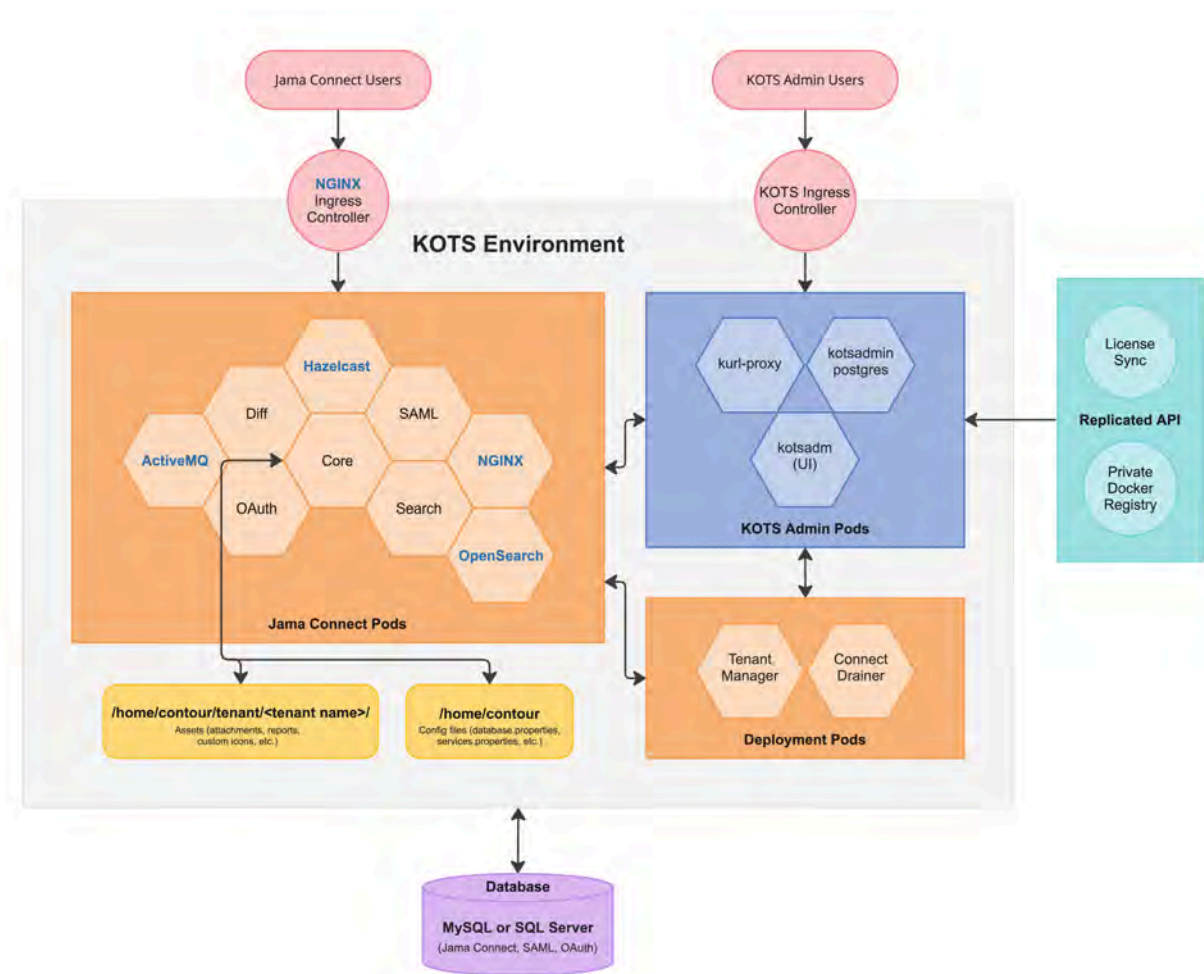 Jama Connect Users
KOTS Admin Users
NGINX
Ingress
Controller
KOTS Ingress
Controller
KOTS Environment
Hazelcast
Diff
SAML
ActiveMQ
Core
NGINX
OAuth
Search
OpenSearch
Jama Connect Pods
kurl-proxy
kotsadmin
postgres
kotsadm
(UI)
KOTS Admin Pods
License
Sync
Replicated API
Private
Docker
Registry
Tenant
Manager
Connect
Drainer
Deployment Pods
/home/contour/tenant/<tenant name>/
Assets (attachments, reports,
custom icons, etc.)
/home/contour
Config files (database.properties,
services.properties, etc.)
Database
MySQL or SQL Server
(Jama Connect, SAML, OAuth)